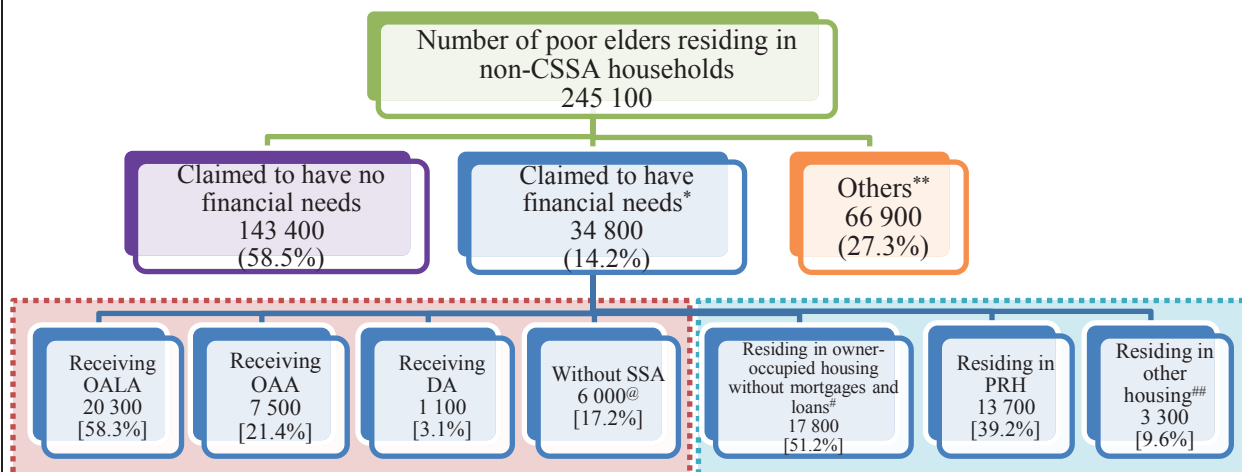 Number of poor elders residing in
non-CSSA households
245 100
Claimed to have no
financial needs
143 400
(58.5%)
Claimed to have
financial needs*
34 800
(14.2%)
Others**
66 900
(27.3%)
Receiving
OALA
20 300
[58.3%]
Receiving
OAA
7 500
[21.4%]
Receiving
DA
1 100
[3.1%]
Without SSA
6 000@
[17.2%]
Residing in owner-
occupied housing
without mortgages and
loans#
17 800
[51.2%]
Residing in
PRH
13 700
[39.2%]
Residing in
other
housing##
3 300
[9.6%]